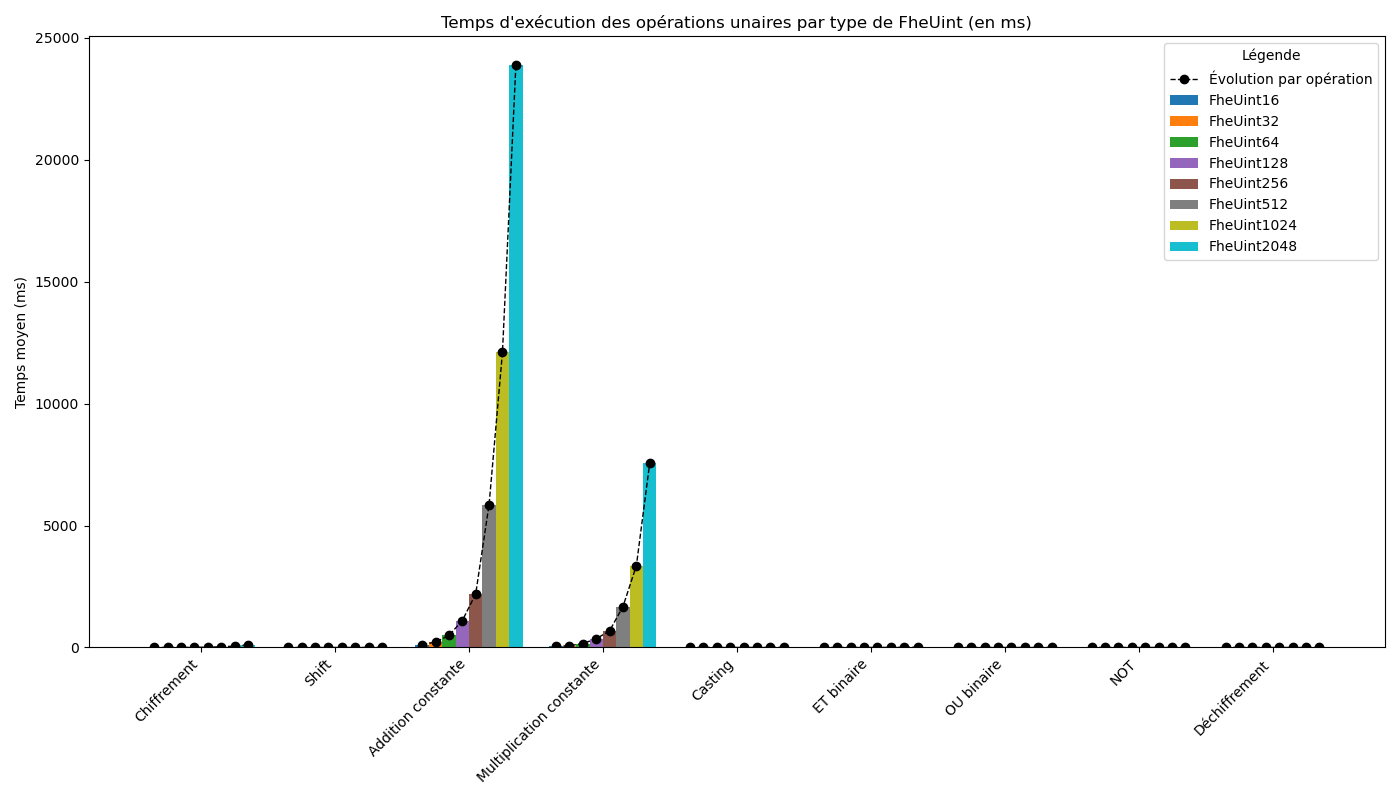 Temps d'exécution des opérations unaires par type de FheUint (en ms)
Temps moyen (ms)
25000
20000
15000
10000
5000
0
Légende
Évolution par opération
FheUint16
FheUint32
FheUint64
FheUint128
FheUint256
FheUint512
FheUint1024
FheUint2048
Chiffrement
Shift
Addition constante
Multiplication constante
Casting
ET binaire
OU binaire
NOT
Déchiffrement